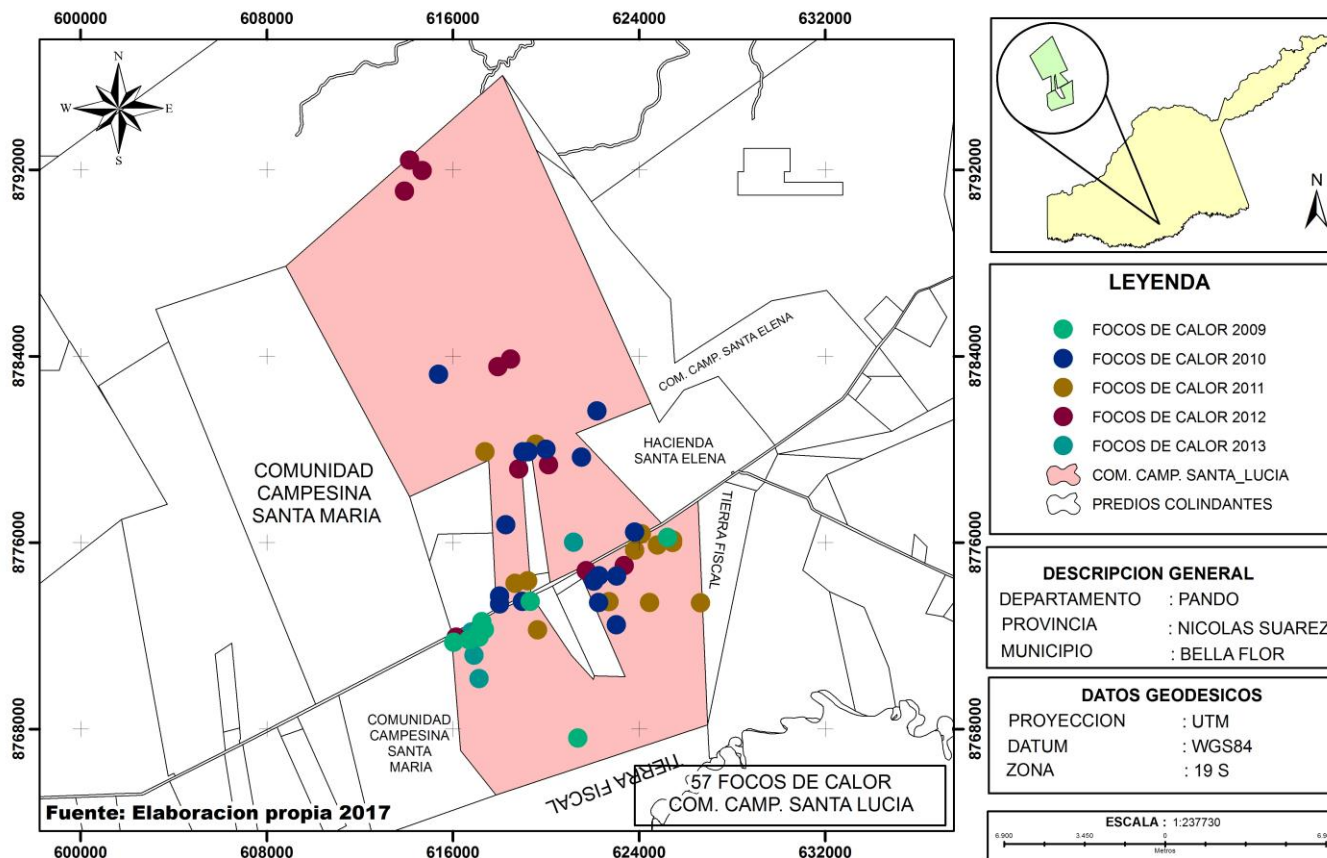 600000 608000 616000 624000 632000
N
W E
S
8792000
8784000
8776000
8768000
8792000
8784000
8776000
8768000
COM. CAMP. SANTA ELENA
HACIENDA
SANTA ELENA
COMUNIDAD
CAMPESINA
SANTA MARIA
TIERRA FISCAL
COMUNIDAD
CAMPESINA
SANTA
MARIA
TIERRA FISCAL
57 FOCOS DE CALOR
COM. CAMP. SANTA LUCIA
Fuente: Elaboracion propia 2017
600000 608000 616000 624000 632000
N
LEYENDA
FOCOS DE CALOR 2009
FOCOS DE CALOR 2010
FOCOS DE CALOR 2011
FOCOS DE CALOR 2012
FOCOS DE CALOR 2013
COM. CAMP. SANTA_LUCIA
PREDIOS COLINDANTES
DESCRIPCION GENERAL
DEPARTAMENTO : PANDO
PROVINCIA : NICOLAS SUAREZ
MUNICIPIO : BELLA FLOR
DATOS GEODESICOS
PROYECCION : UTM
DATUM : WGS84
ZONA : 19 S
ESCALA : 1:237730
6.900 3.450 0
Metros